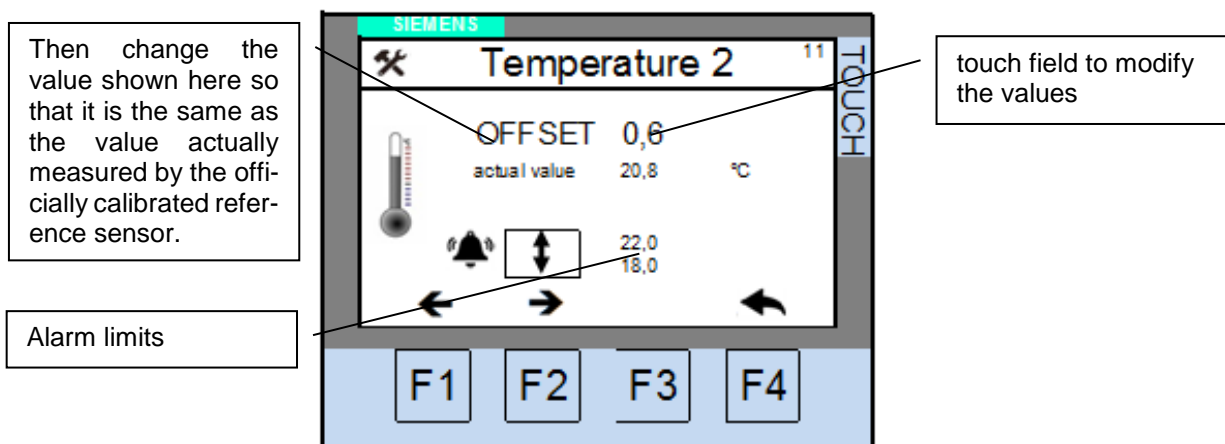 Then change the
value shown here so
that it is the same as
the value actually
measured by the offi-
cially calibrated refer-
ence sensor.
Alarm limits
SIEMENS
Temperature 2
11
TOUCH
OFFSET 0,6
actual value 20,8 °C
22,0
18,0
F1 F2 F3 F4
touch field to modify
the values